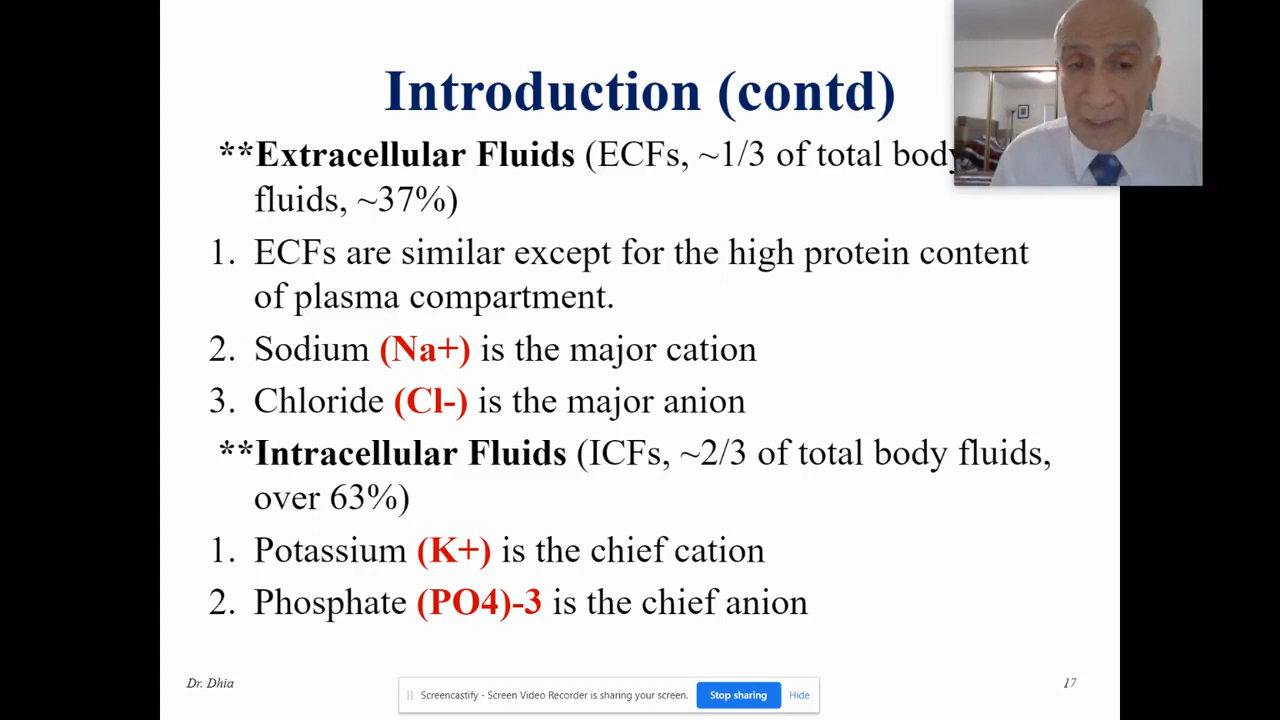 Introduction (contd)
**Extracellular Fluids (ECFs, ~1/3 of total body
fluids, ~37%)
1. ECFs are similar except for the high protein content
of plasma compartment.
2. Sodium (Na+) is the major cation
3. Chloride (Cl-) is the major anion
**Intracellular Fluids (ICFs, ~2/3 of total body fluids,
over 63%)
1. Potassium (K+) is the chief cation
2. Phosphate (PO4)-3 is the chief anion
Dr. Dhia
Screencastify - Screen Video Recorder is sharing your screen. Stop sharing Hide
17